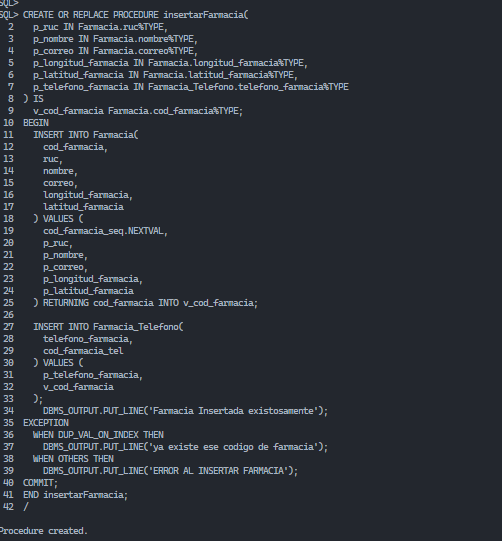 SQL>
SQL> CREATE OR REPLACE PROCEDURE insertarFarmacia(
  2    p_ruc IN Farmacia.ruc%TYPE,
  3    p_nombre IN Farmacia.nombre%TYPE,
  4    p_correo IN Farmacia.correo%TYPE,
  5    p_longitud_farmacia IN Farmacia.longitud_farmacia%TYPE,
  6    p_latitud_farmacia IN Farmacia.latitud_farmacia%TYPE,
  7    p_telefono_farmacia IN Farmacia_Telefono.telefono_farmacia%TYPE
  8  ) IS
  9    v_cod_farmacia Farmacia.cod_farmacia%TYPE;
 10  BEGIN
 11    INSERT INTO Farmacia(
 12      cod_farmacia,
 13      ruc,
 14      nombre,
 15      correo,
 16      longitud_farmacia,
 17      latitud_farmacia
 18    ) VALUES (
 19      cod_farmacia_seq.NEXTVAL,
 20      p_ruc,
 21      p_nombre,
 22      p_correo,
 23      p_longitud_farmacia,
 24      p_latitud_farmacia
 25    ) RETURNING cod_farmacia INTO v_cod_farmacia;
 26
 27    INSERT INTO Farmacia_Telefono(
 28      telefono_farmacia,
 29      cod_farmacia_tel
 30    ) VALUES (
 31      p_telefono_farmacia,
 32      v_cod_farmacia
 33    );
 34      DBMS_OUTPUT.PUT_LINE('Farmacia Insertada existosamente');
 35  EXCEPTION
 36    WHEN DUP_VAL_ON_INDEX THEN
 37      DBMS_OUTPUT.PUT_LINE('ya existe ese codigo de farmacia');
 38    WHEN OTHERS THEN
 39      DBMS_OUTPUT.PUT_LINE('ERROR AL INSERTAR FARMACIA');
 40  COMMIT;
 41  END insertarFarmacia;
 42  /
Procedure created.